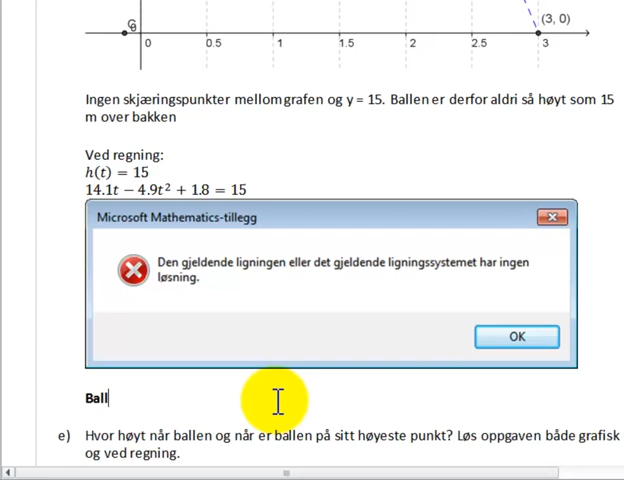 (3, 0)
0 0.5 1 1.5 2 2.5 3
Ingen skjæringspunkter mellom grafen og y = 15. Ballen er derfor aldri så høyt som 15
m over bakken
Ved regning:
h(t) = 15
14.1t − 4.9t² + 1.8 = 15
Microsoft Mathematics-tillegg
Den gjeldende ligningen eller det gjeldende ligningssystemet har ingen
løsning.
OK
Ball
e) Hvor høyt når ballen og når er ballen på sitt høyeste punkt? Løs oppgaven både grafisk
og ved regning.